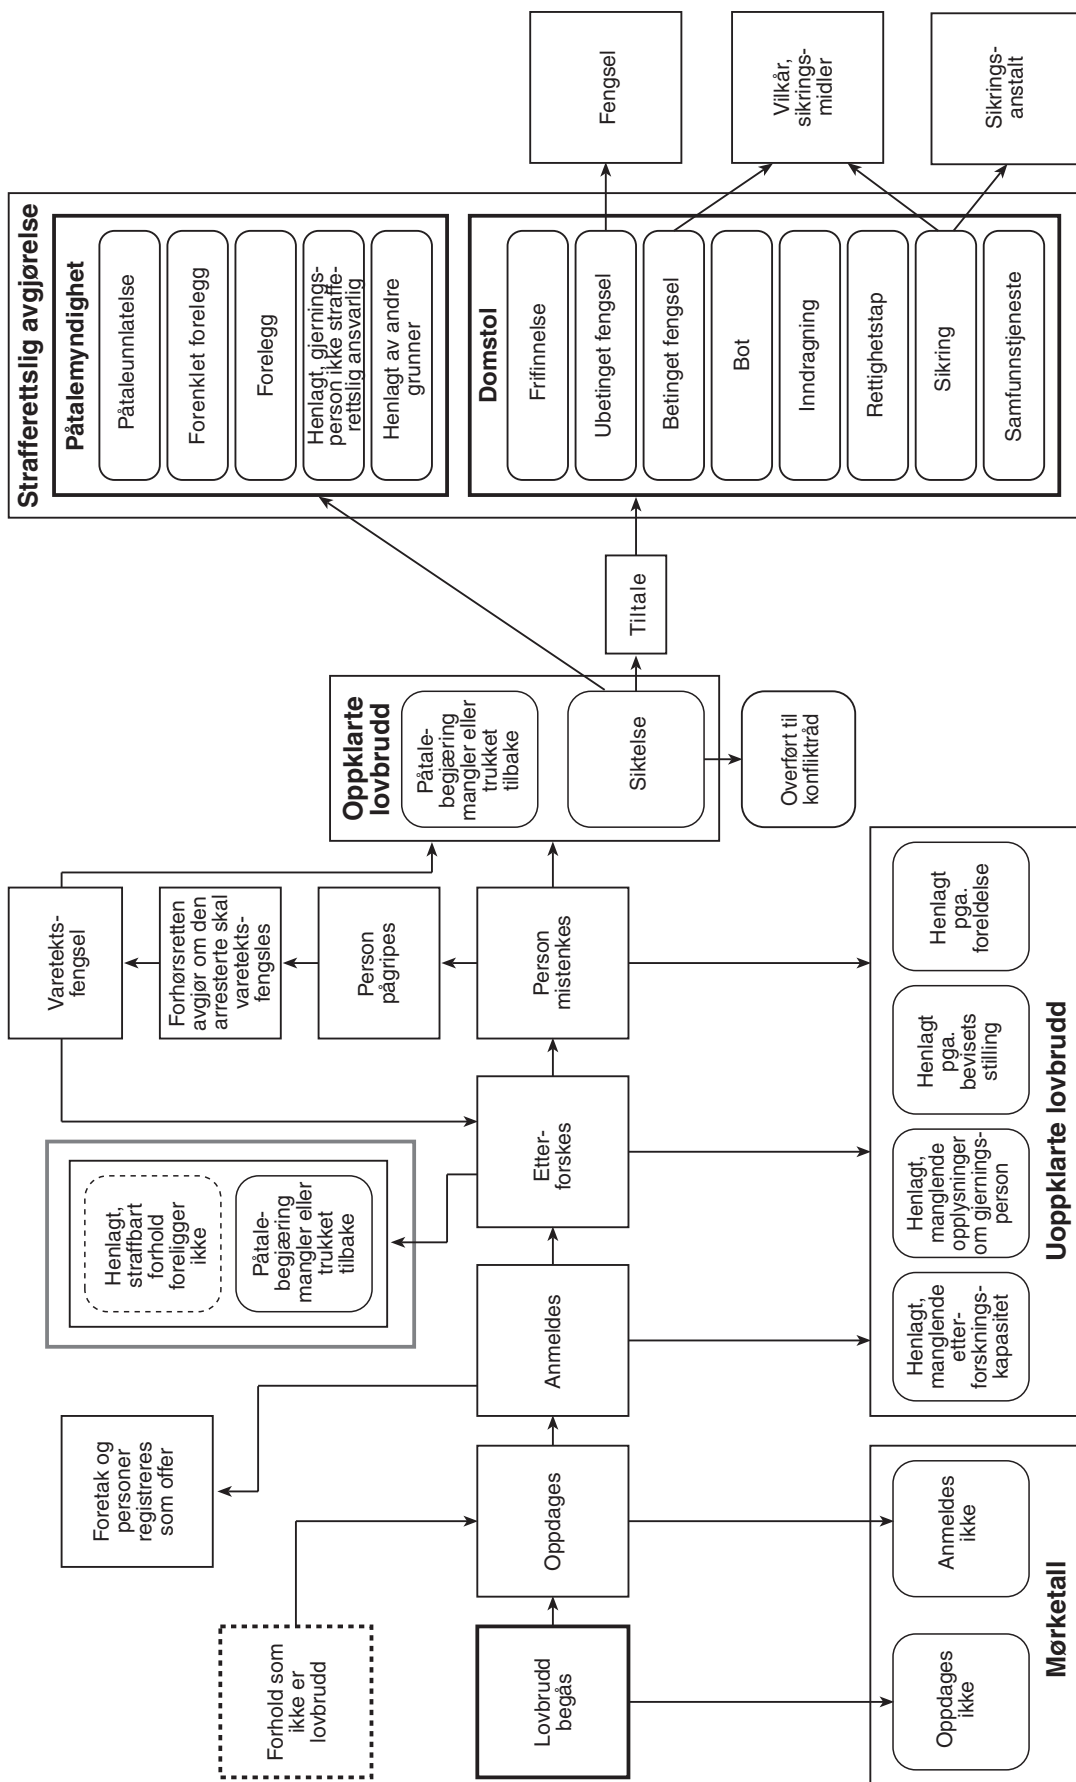 Forhold som
ikke er
lovbrudd
Lovbrudd
begås
Oppdages
ikke
Mørketall
Anmeldes
ikke
Oppdages
Foretak og
personer
registreres
som offer
Anmeldes
Henlagt,
straffbart
forhold
foreligger
ikke
Påtale-
begjæring
mangler eller
trukket
tilbake
Etter-
forskes
Henlagt,
manglende
etter-
forsknings-
kapasitet
Henlagt,
manglende
opplysninger
om gjernings-
person
Henlagt
pga.
bevisets
stilling
Henlagt
pga.
foreldelse
Uoppklarte lovbrudd
Varetekts-
fengsel
Forhørsretten
avgjør om den
arresterte skal
varetekts-
fengsles
Person
pågripes
Person
mistenkes
Oppklarte
lovbrudd
Påtale-
begjæring
mangler eller
trukket
tilbake
Siktelse
Overført til
konfliktråd
Tiltale
Strafferettslig avgjørelse
Påtalemyndighet
Påtaleunnlatelse
Forenklet forelegg
Forelegg
Henlagt, gjernings-
person ikke straffe-
rettslig ansvarlig
Henlagt av andre
grunner
Domstol
Frifinnelse
Ubetinget fengsel
Betinget fengsel
Bot
Inndragning
Rettighetstap
Sikring
Samfunnstjeneste
Fengsel
Vilkår,
sikrings-
midler
Sikrings-
anstalt